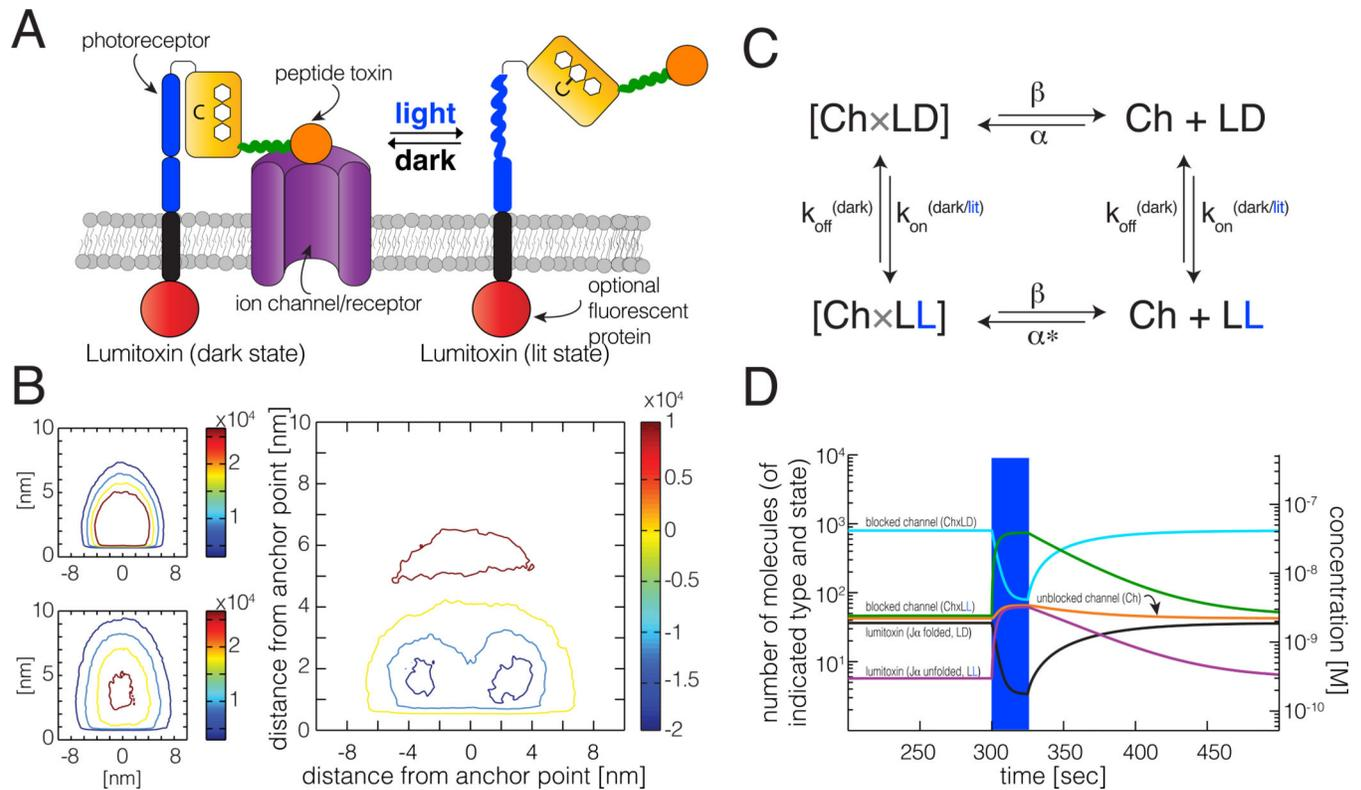 A
photoreceptor
peptide toxin
C
light
dark
C
ion channel/receptor
optional
fluorescent
protein
Lumitoxin (dark state)
Lumitoxin (lit state)
B
x10⁴
10
5
0
[nm]
-8 0 8
2
1
x10⁴
10
5
0
[nm]
-8 0 8
[nm]
2
1
distance from anchor point [nm]
10
8
6
4
2
0
-8 -4 0 4 8
distance from anchor point [nm]
x10⁴
1
0.5
0
-0.5
-1
-1.5
-2
C
[Ch×LD] β α Ch + LD
koff(dark) kon(dark/lit) koff(dark) kon(dark/lit)
[Ch×LL] β α* Ch + LL
D
number of molecules (of
indicated type and state)
10⁴
10³
10²
10¹
blocked channel (ChxLD)
blocked channel (ChxLL)
unblocked channel (Ch)
lumitoxin (Jα folded, LD)
lumitoxin (Jα unfolded, LL)
10⁻⁷
10⁻⁸
10⁻⁹
10⁻¹⁰
concentration [M]
250 300 350 400 450
time [sec]